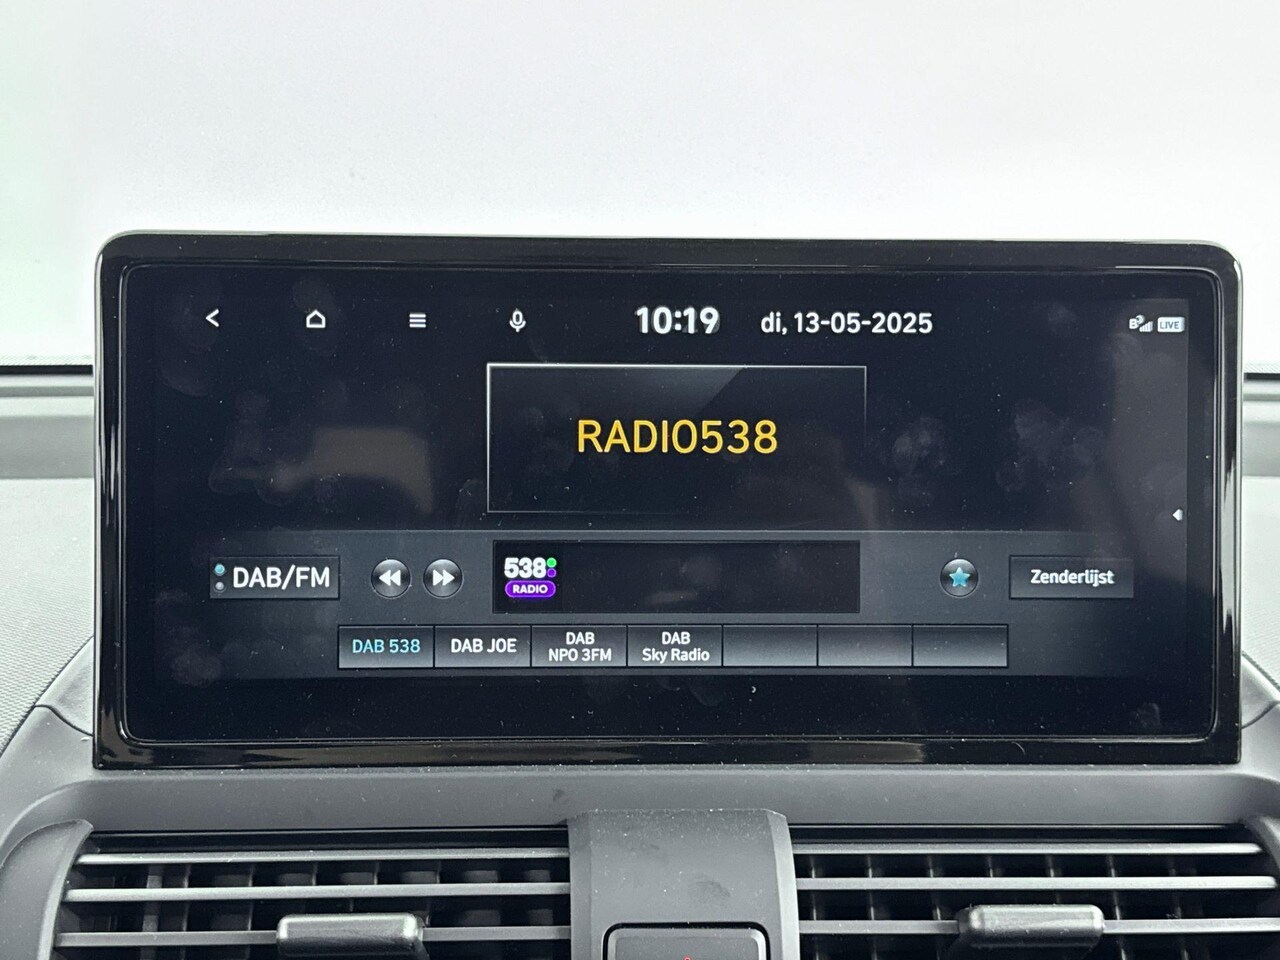 10:19 di, 13-05-2025 LIVE
RADIO538
DAB/FM
538
RADIO
Zenderlijst
DAB 538
DAB JOE
DAB
NPO 3FM
DAB
Sky Radio